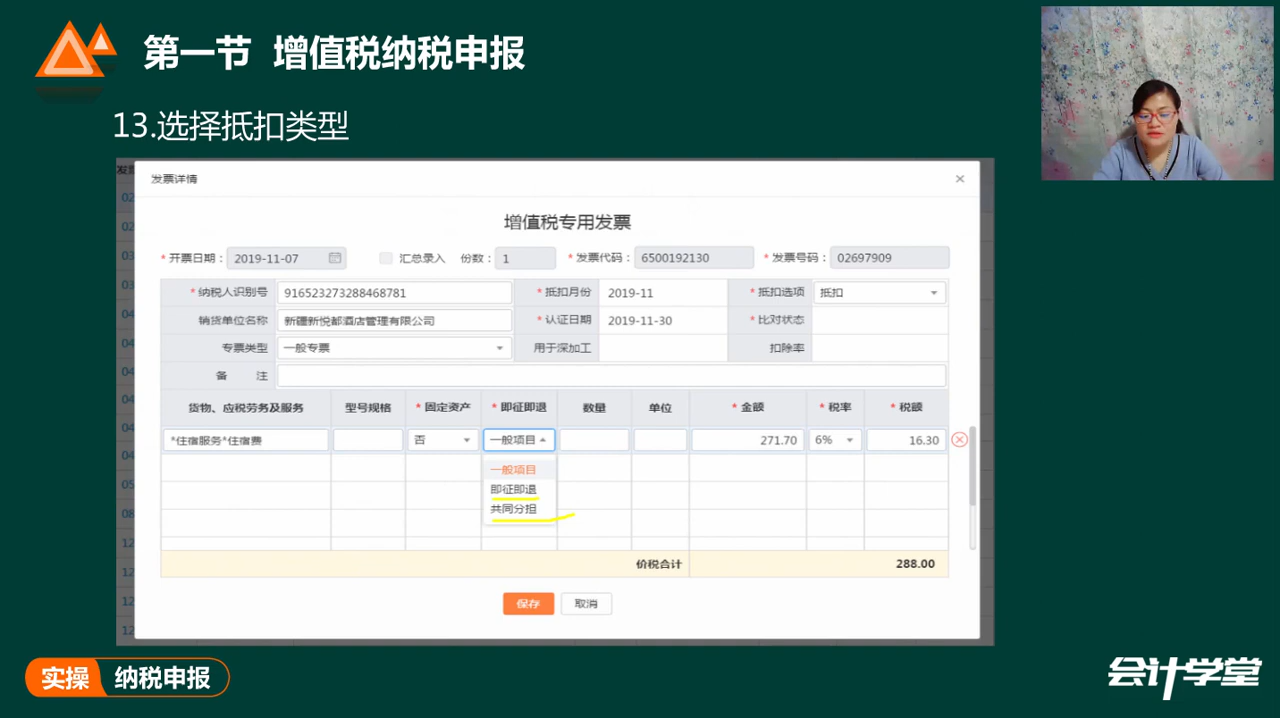 第一节 增值税纳税申报
13.选择抵扣类型
发票详情 ×
增值税专用发票
* 开票日期： 2019-11-07 汇总录入 份数： 1 * 发票代码： 6500192130 * 发票号码： 02697909
* 纳税人识别号 916523273288468781 * 抵扣月份 2019-11 * 抵扣选项 抵扣
销货单位名称 新疆新悦都酒店管理有限公司 * 认证日期 2019-11-30 * 比对状态
专票类型 一般专票 用于深加工 扣除率
备 注
货物、应税劳务及服务 型号规格 * 固定资产 * 即征即退 数量 单位 * 金额 * 税率 * 税额
*住宿服务*住宿费 否 一般项目 271.70 6% 16.30
一般项目
即征即退
共同分担
价税合计 288.00
保存 取消
实操 纳税申报
会计学堂